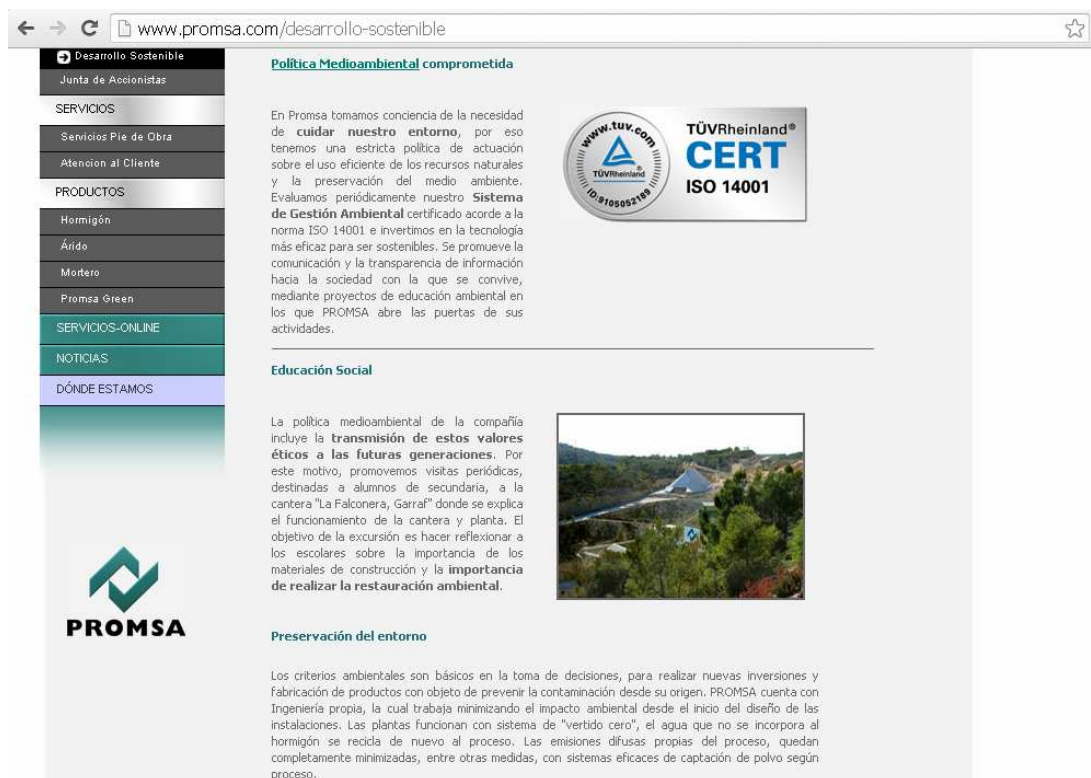 www.promsa.com/desarrollo-sostenible
Desarrollo Sostenible
Junta de Accionistas
SERVICIOS
Servicios Pie de Obra
Atencion al Cliente
PRODUCTOS
Hormigón
Árido
Mortero
Promsa Green
SERVICIOS-ONLINE
NOTICIAS
DÓNDE ESTAMOS
PROMSA
Política Medioambiental comprometida
En Promsa tomamos conciencia de la necesidad
de cuidar nuestro entorno, por eso
tenemos una estricta política de actuación
sobre el uso eficiente de los recursos naturales
y la preservación del medio ambiente.
Evaluamos periódicamente nuestro Sistema
de Gestión Ambiental certificado acorde a la
norma ISO 14001 e invertimos en la tecnología
más eficaz para ser sostenibles. Se promueve la
comunicación y la transparencia de información
hacia la sociedad con la que se convive,
mediante proyectos de educación ambiental en
los que PROMSA abre las puertas de sus
actividades.
www.tuv.com
TÜVRheinland
ID:9105052189
TÜVRheinland®
CERT
ISO 14001
Educación Social
La política medioambiental de la compañía
incluye la transmisión de estos valores
éticos a las futuras generaciones. Por
este motivo, promovemos visitas periódicas,
destinadas a alumnos de secundaria, a la
cantera "La Falconera, Garraf" donde se explica
el funcionamiento de la cantera y planta. El
objetivo de la excursión es hacer reflexionar a
los escolares sobre la importancia de los
materiales de construcción y la importancia
de realizar la restauración ambiental.
Preservación del entorno
Los criterios ambientales son básicos en la toma de decisiones, para realizar nuevas inversiones y
fabricación de productos con objeto de prevenir la contaminación desde su origen. PROMSA cuenta con
Ingeniería propia, la cual trabaja minimizando el impacto ambiental desde el inicio del diseño de las
instalaciones. Las plantas funcionan con sistema de "vertido cero", el agua que no se incorpora al
hormigón se recicla de nuevo al proceso. Las emisiones difusas propias del proceso, quedan
completamente minimizadas, entre otras medidas, con sistemas eficaces de captación de polvo según
proceso.